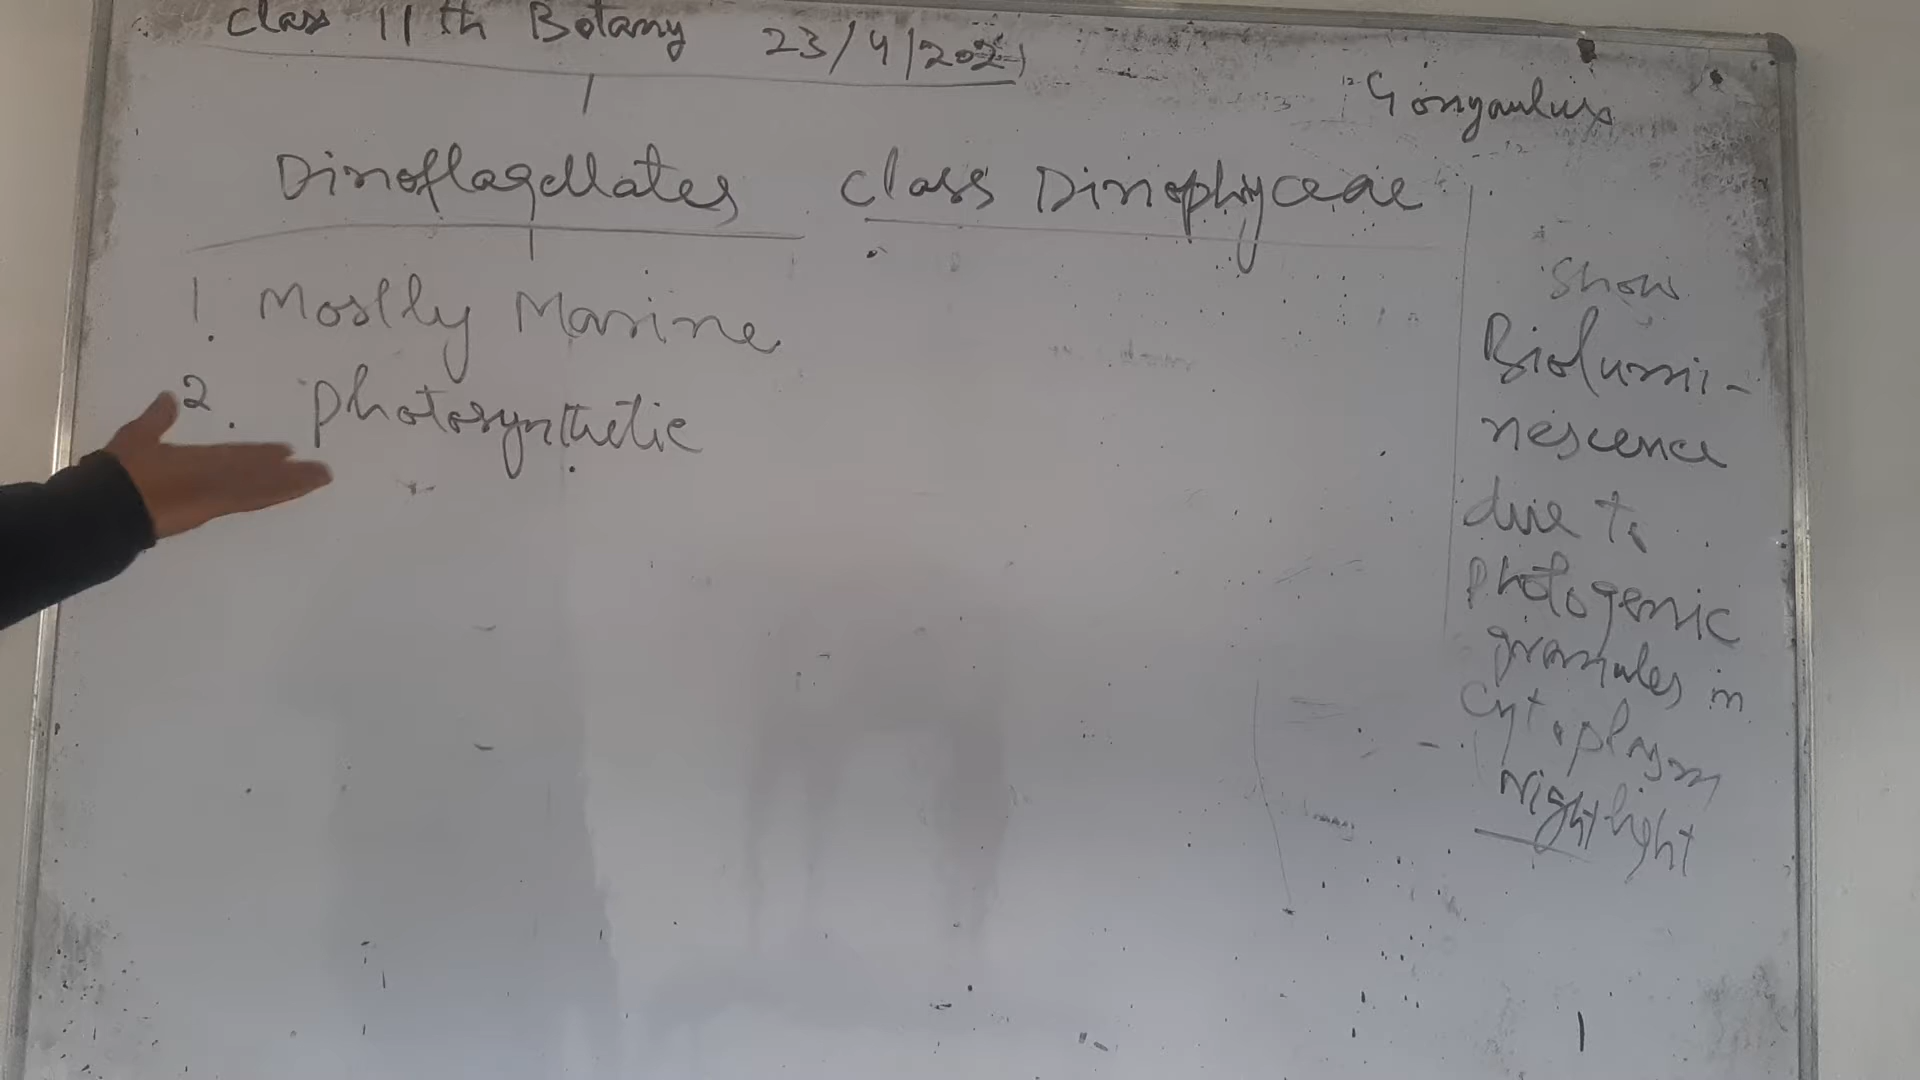 Class 11th Botany 23/4/2021
Gonyaulux
Dinoflagellates Class Dinophyceae
1. Mostly Marine
2. Photosynthetic
Show
Biolumi-
nescence
due to
Photogenic
granules in
Cytoplasm
Night light